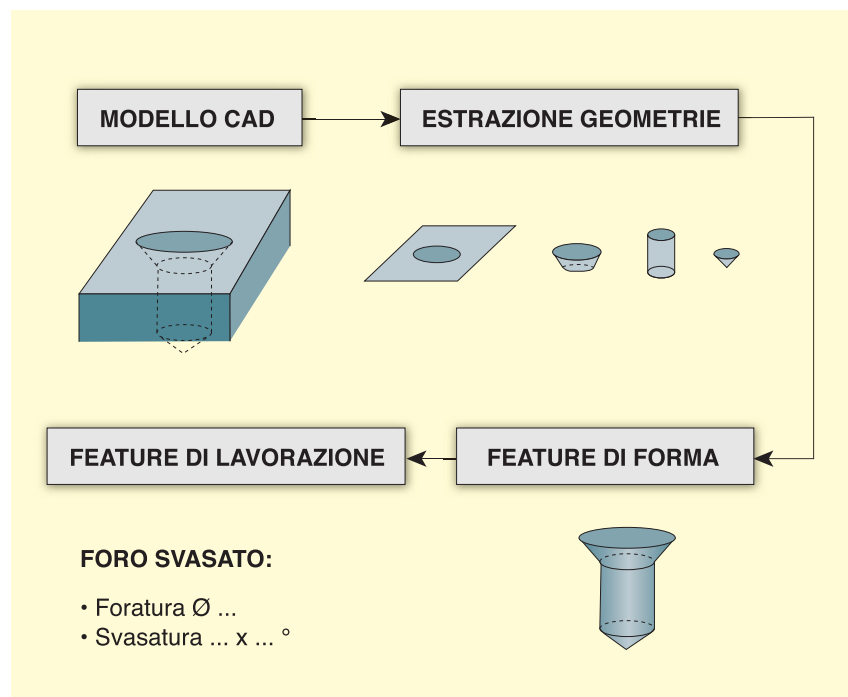 MODELLO CAD
ESTRAZIONE GEOMETRIE
FEATURE DI LAVORAZIONE
FEATURE DI FORMA
FORO SVASATO:
• Foratura Ø ...
• Svasatura ... x ... °